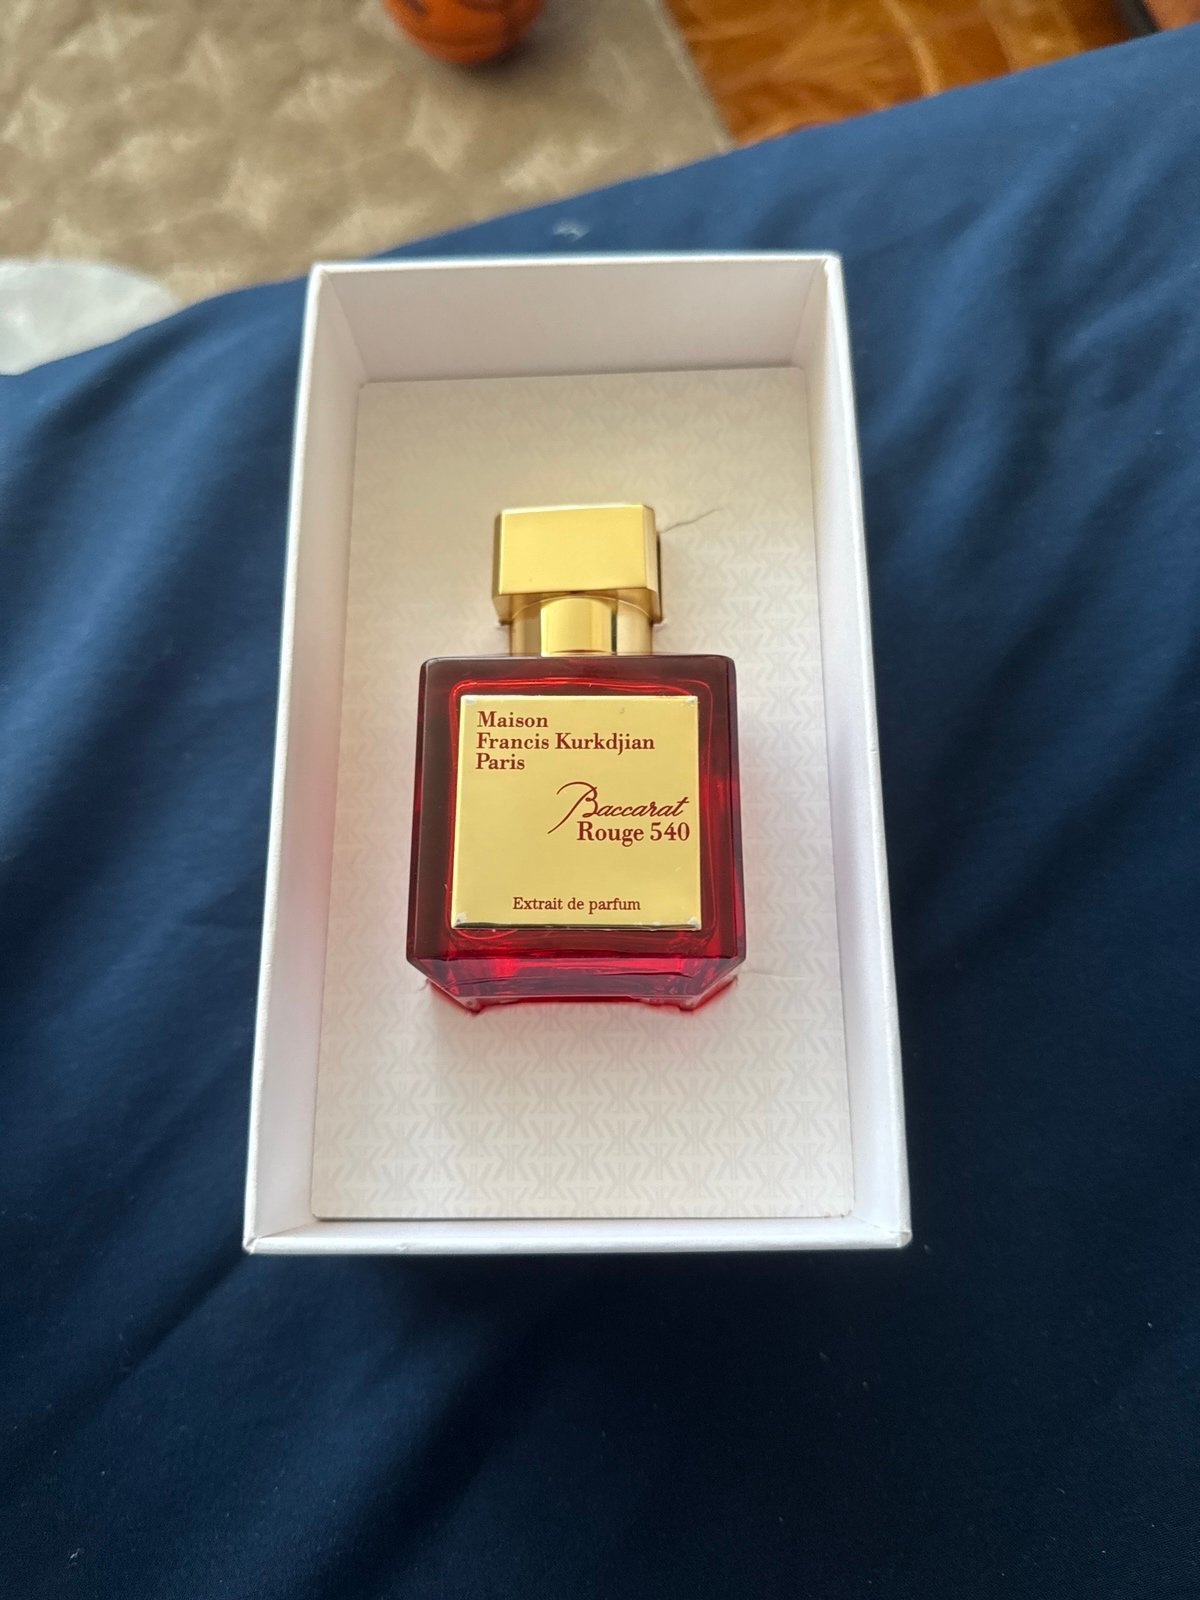 Maison
Francis Kurkdjian
Paris
Baccarat
Rouge 540
Extrait de parfum